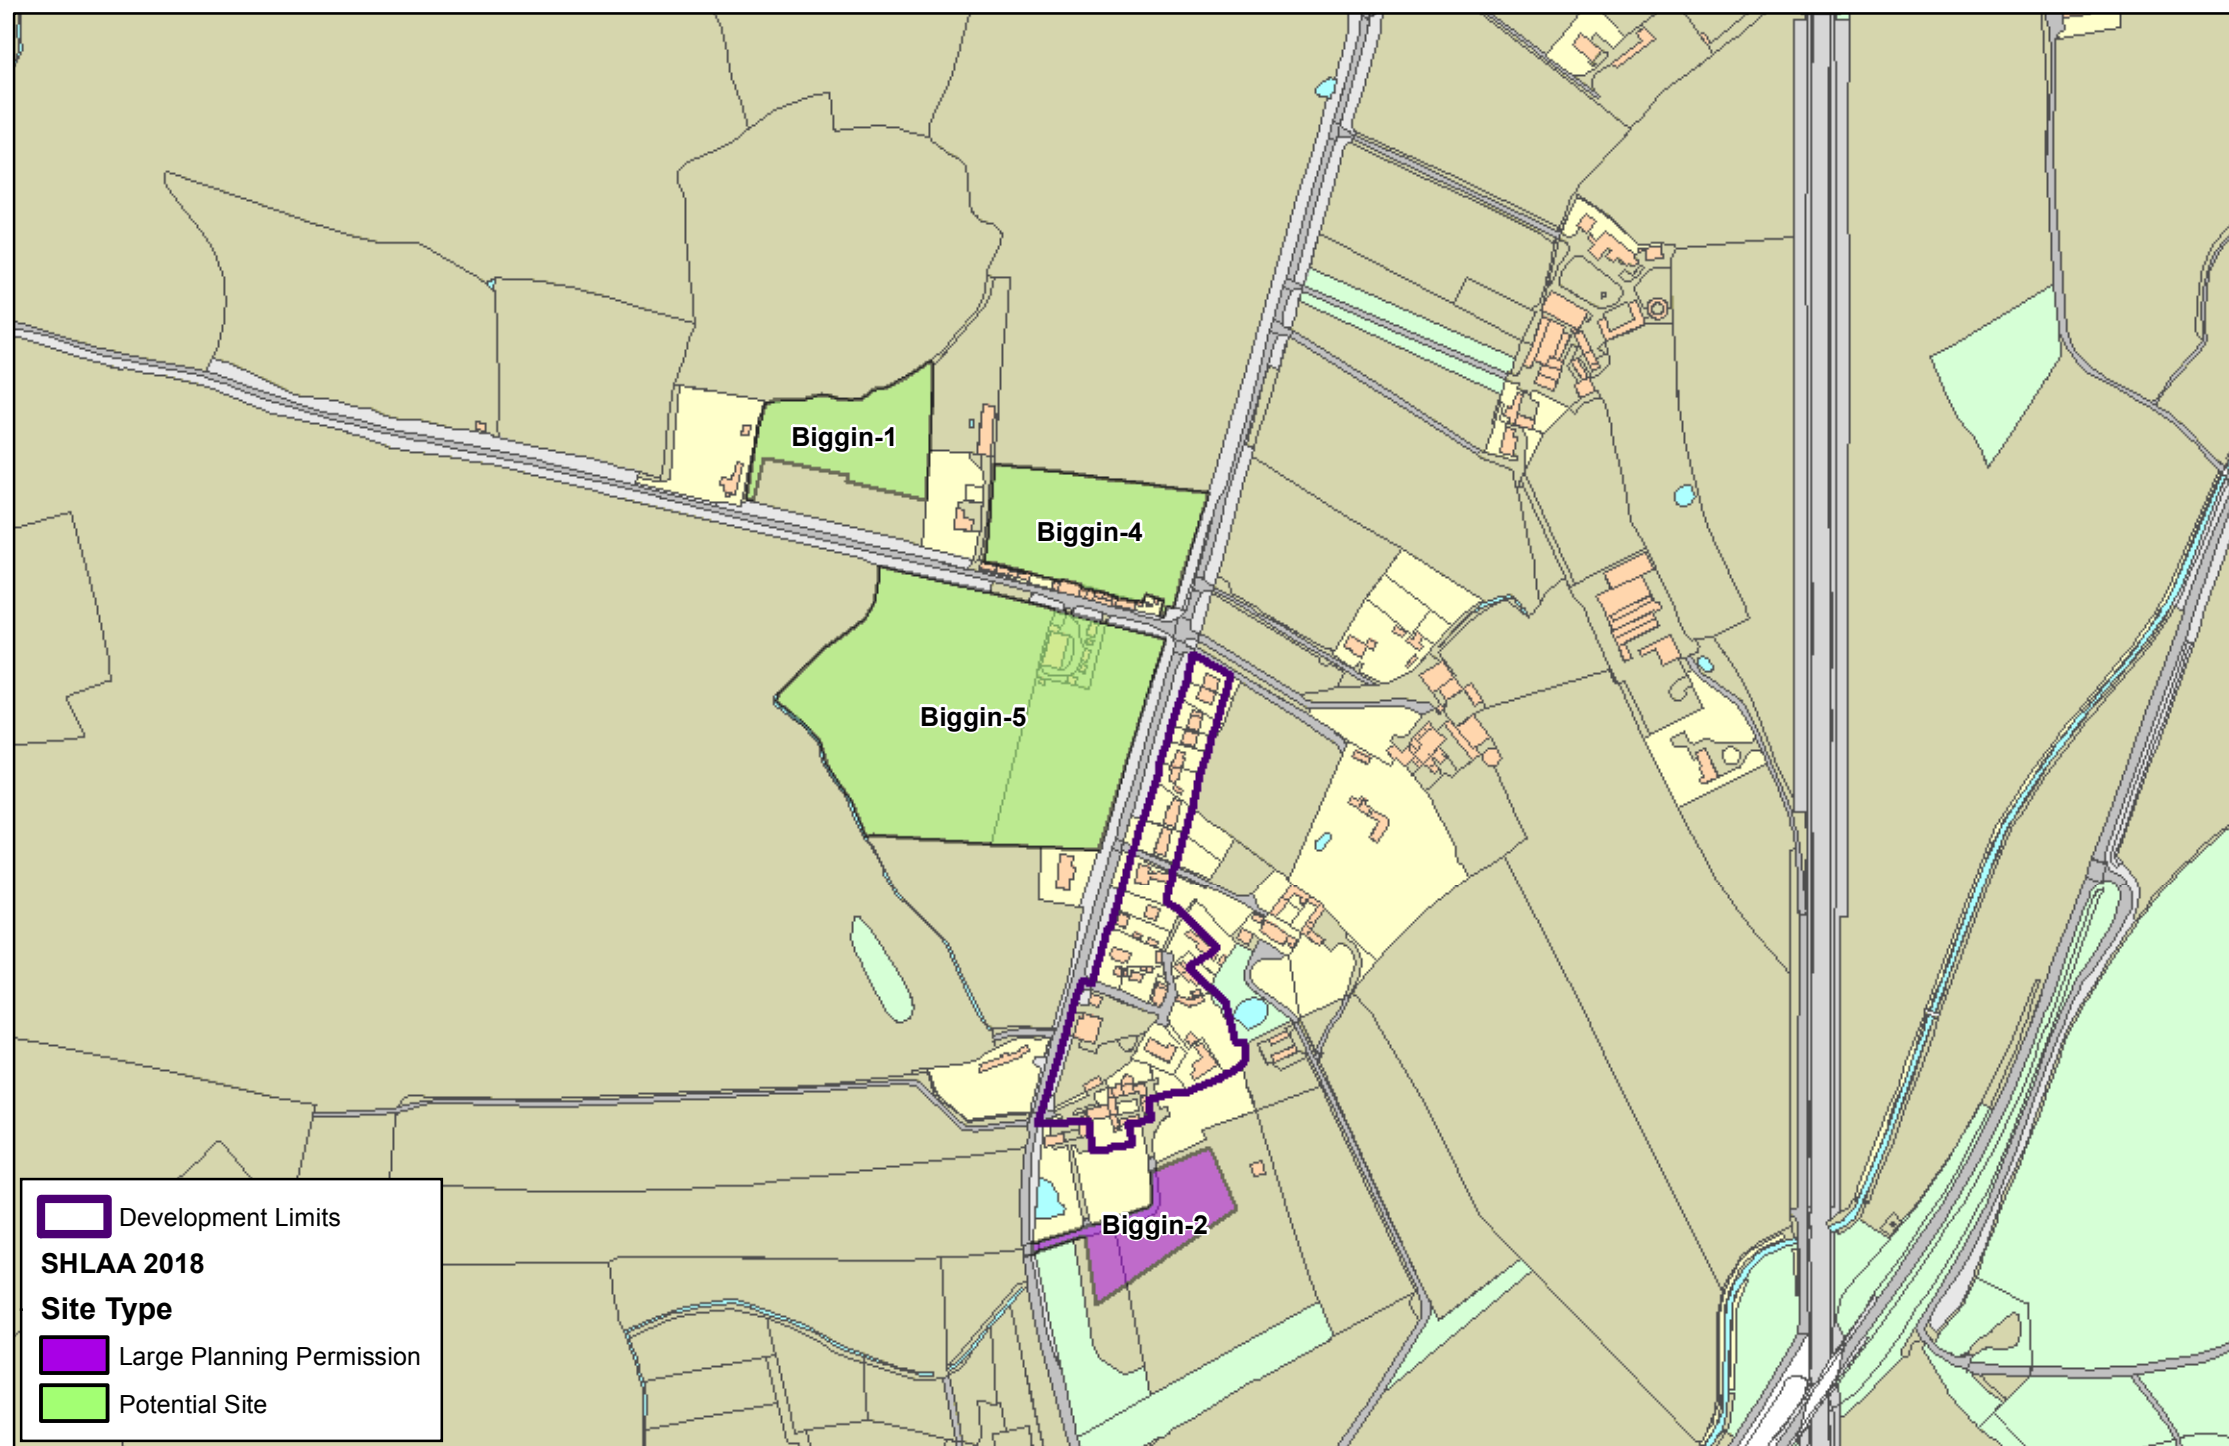 Biggin-1
Biggin-4
Biggin-5
Biggin-2
Development Limits
SHLAA 2018
Site Type
Large Planning Permission
Potential Site